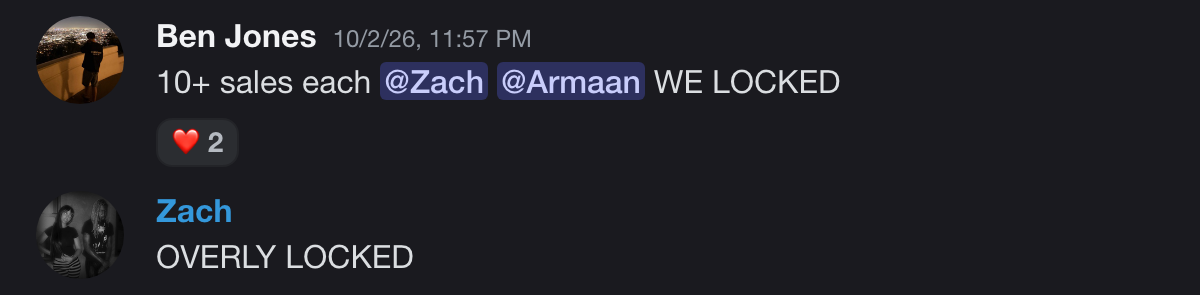 Ben Jones 10/2/26, 11:57 PM
10+ sales each @Zach @Armaan WE LOCKED
❤️ 2
Zach
OVERLY LOCKED